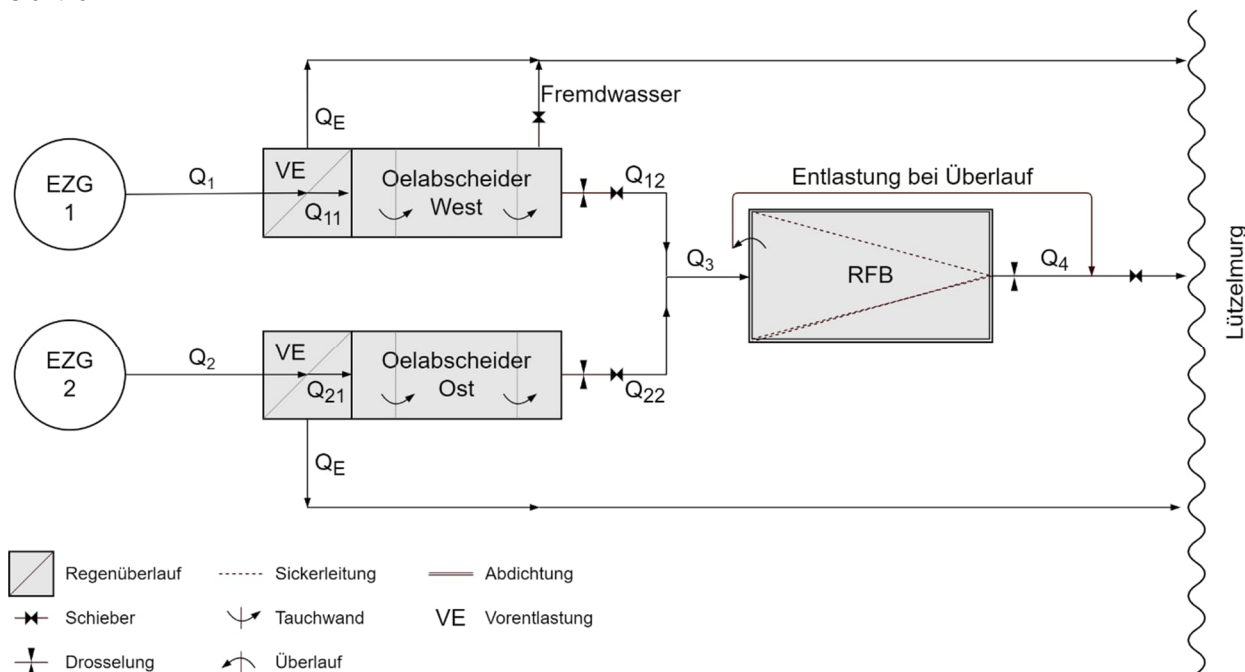 Fremdwasser
Q_E
EZG
1
Q_1
VE
Q_11
Oelabscheider
West
Q_12
Entlastung bei Überlauf
Q_3
RFB
Q_4
Lützelmurg
EZG
2
Q_2
VE
Q_21
Oelabscheider
Ost
Q_22
Q_E
Regenüberlauf
Sickerleitung
Abdichtung
Schieber
Tauchwand
VE Vorentlastung
Drosselung
Überlauf